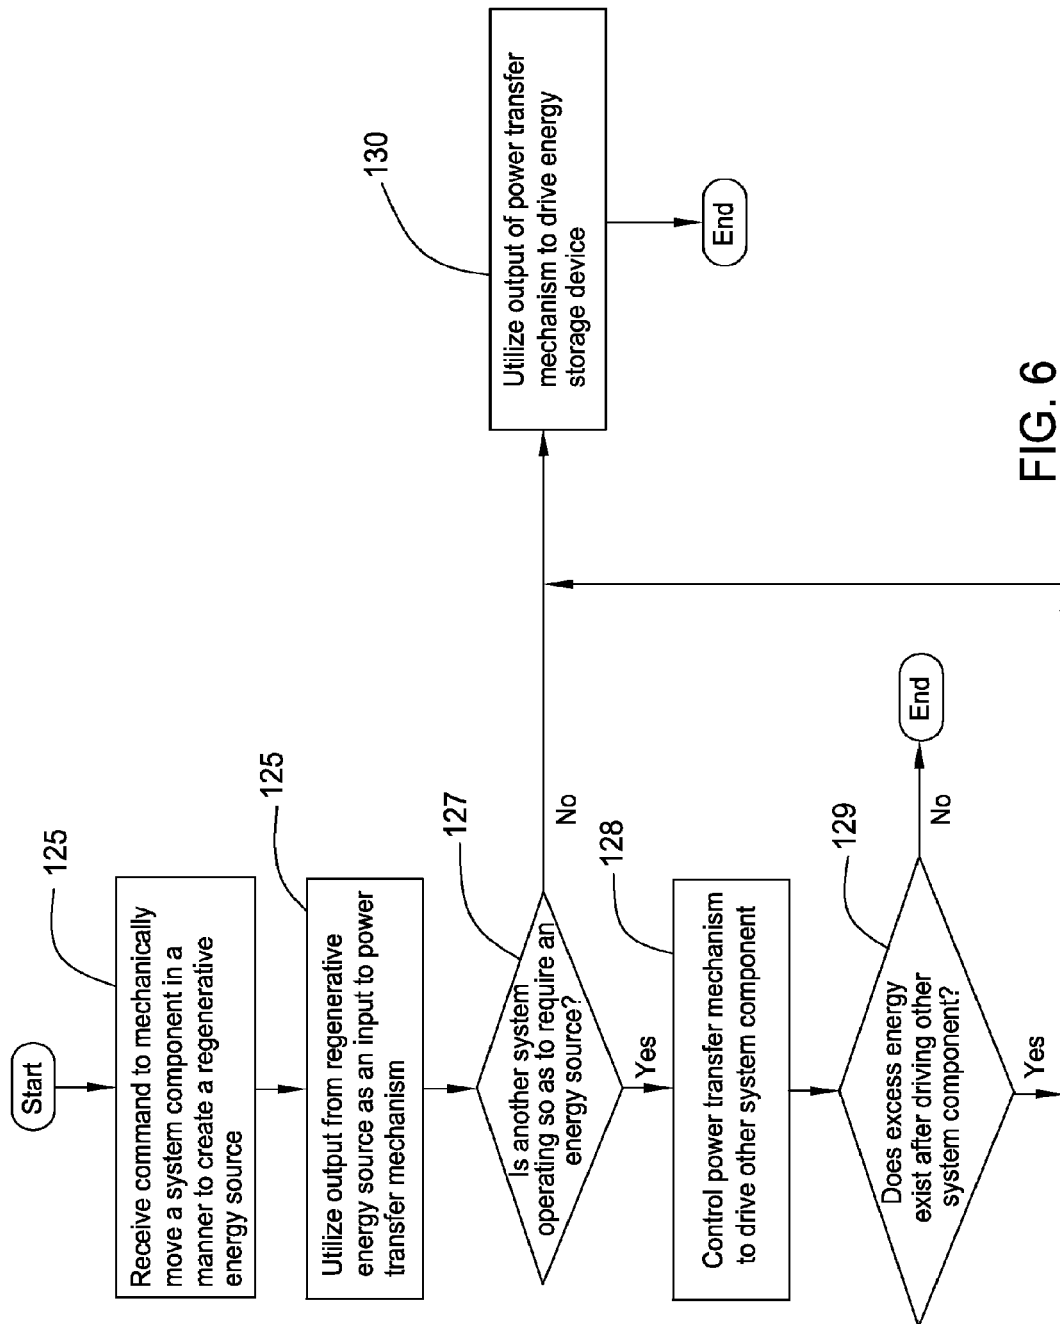 Start
125
Receive command to mechanically
move a system component in a
manner to create a regenerative
energy source
125
Utilize output from regenerative
energy source as an input to power
transfer mechanism
127
Is another system
operating so as to require an
energy source?
No
Yes
128
Control power transfer mechanism
to drive other system component
129
Does excess energy
exist after driving other
system component?
No
End
Yes
130
Utilize output of power transfer
mechanism to drive energy
storage device
End
FIG. 6